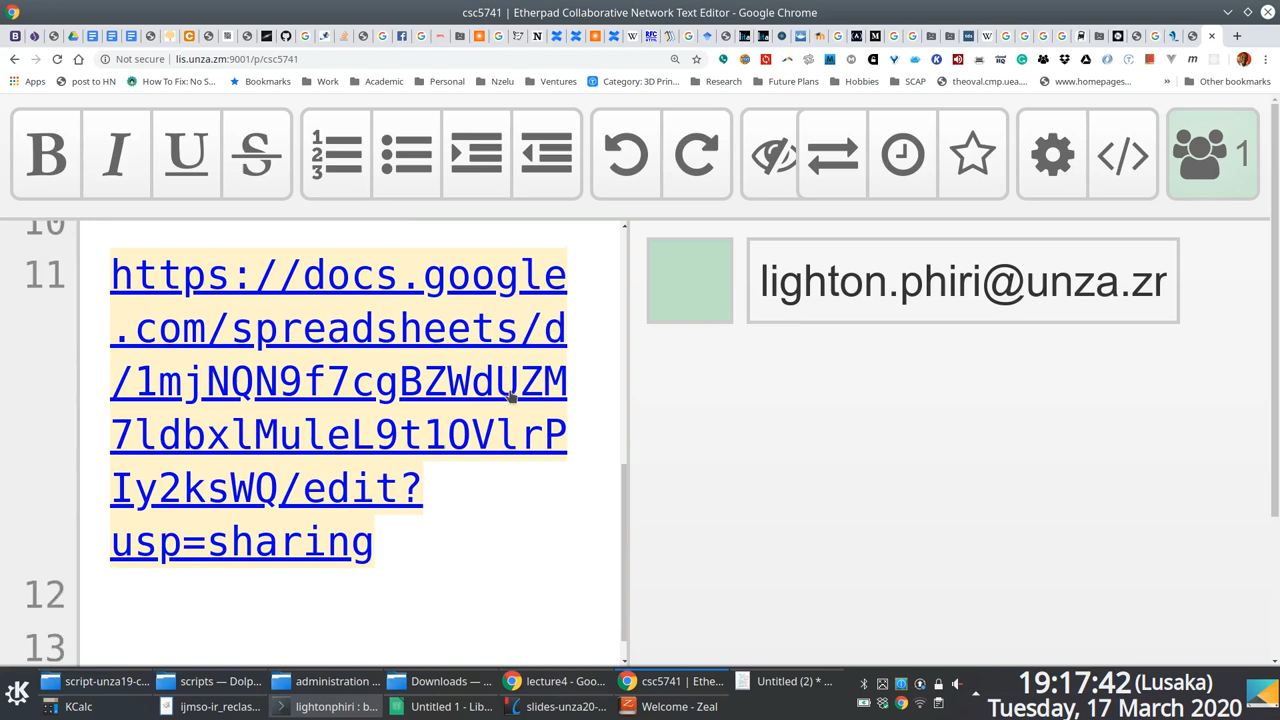 csc5741 | Etherpad Collaborative Network Text Editor - Google Chrome
Not secure | lis.unza.zm:9001/p/csc5741
Apps post to HN How To Fix: No S... Bookmarks Work Academic Personal Nzelu Ventures Category: 3D Prin... Research Future Plans Hobbies SCAP theoval.cmp.uea.... www.homepages... Other bookmarks
B I U S 1
10
11 https://docs.google
.com/spreadsheets/d
/1mjNQN9f7cgBZWdUZM
7ldbxlMuleL9t1OVlrP
Iy2ksWQ/edit?
usp=sharing
12
13
lighton.phiri@unza.zr
script-unza19-c... scripts — Dolp... administration ... Downloads — ... lecture4 - Goo... csc5741 | Ethe... Untitled (2) * ...
KCalc ijmso-ir_reclas... lightonphiri : b... Untitled 1 - Lib... slides-unza20-... Welcome - Zeal
19:17:42 (Lusaka)
Tuesday, 17 March 2020